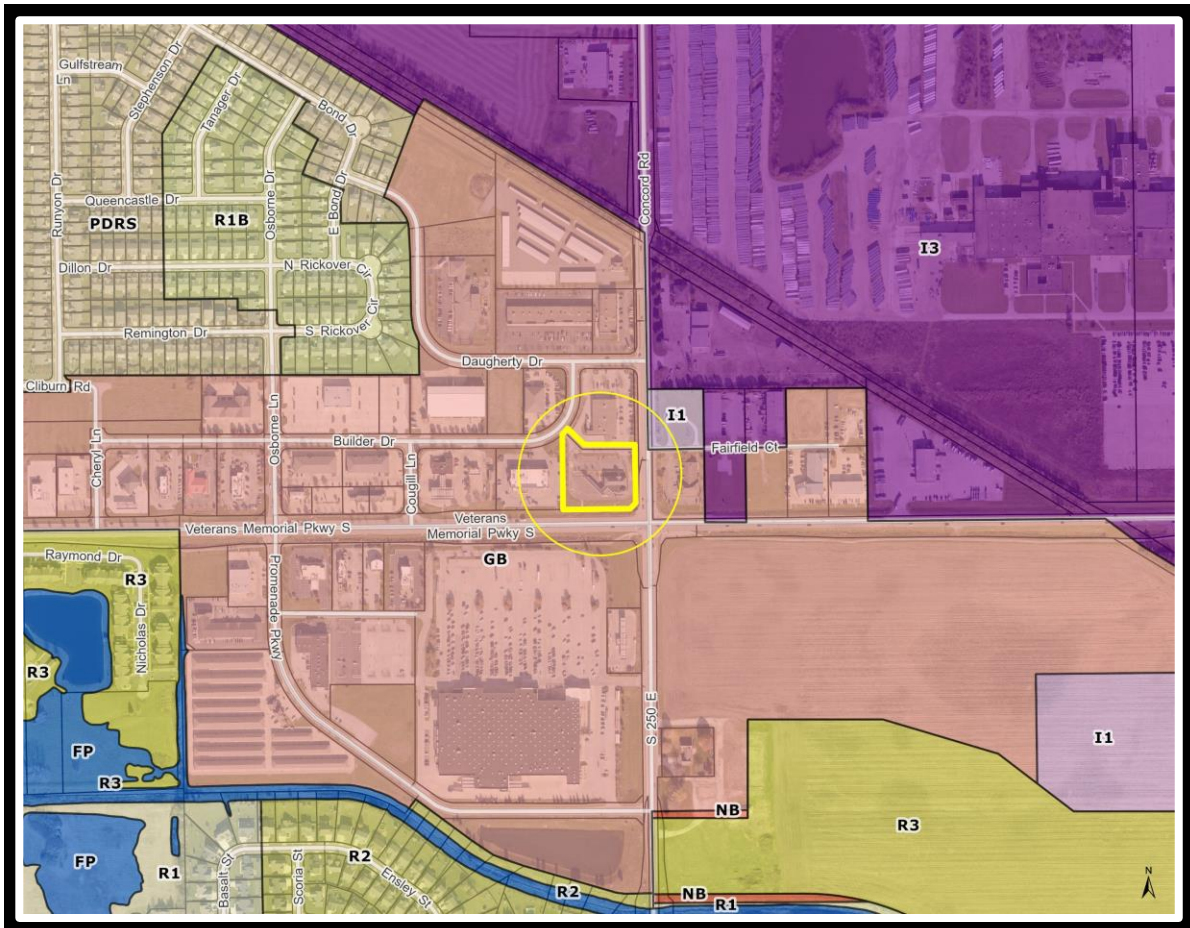 Gulfstream
Ln
Stephenson Dr
Tanager Dr
Bond Dr
Concord Rd
Runyon Dr
Queencastle Dr
PDRS
R1B
Osborne Dr
E Bond Dr
I3
Dillon Dr
N Rickover Cir
Remington Dr
S Rickover Cir
Daugherty Dr
Cliburn Rd
I1
Osborne Ln
Builder Dr
Fairfield Ct
Cheryl Ln
Cougill Ln
Veterans Memorial Pkwy S
Veterans
Memorial Pwky S
GB
Raymond Dr
R3
Nicholas Dr
Promenade Pkwy
R3
S 250 E
FP
R3
I1
NB
R3
FP
R1
Basalt St
Scoria St
R2
Ensley St
R2
NB
R1
N